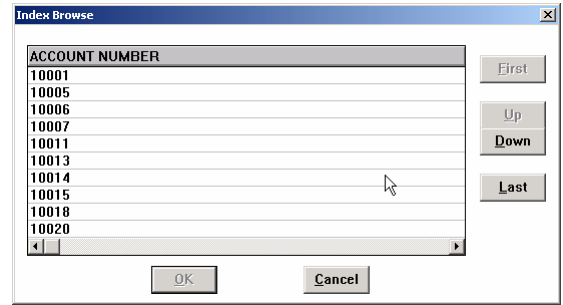 Index Browse
ACCOUNT NUMBER
10001
10005
10006
10007
10011
10013
10014
10015
10018
10020
First
Up
Down
Last
OK
Cancel